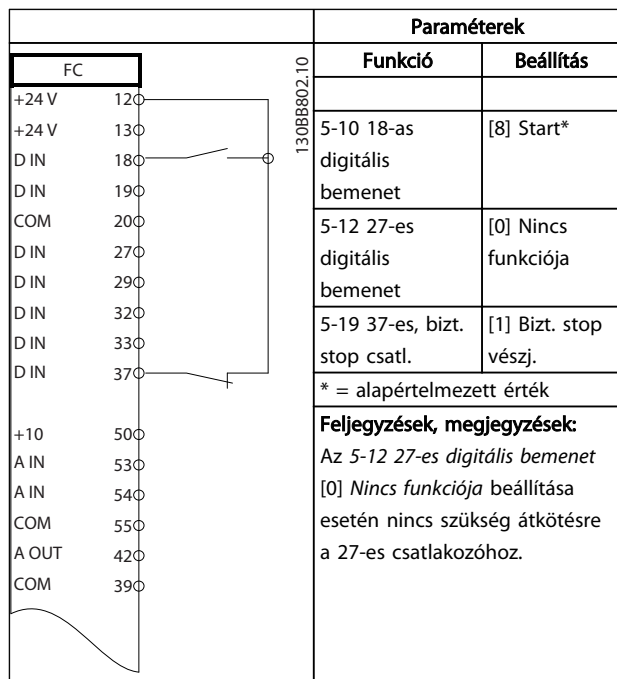 FC
130BB802.10
+24 V 12
+24 V 13
D IN 18
D IN 19
COM 20
D IN 27
D IN 29
D IN 32
D IN 33
D IN 37
+10 50
A IN 53
A IN 54
COM 55
A OUT 42
COM 39
Paraméterek
Funkció Beállítás
5-10 18-as [8] Start*
digitális
bemenet
5-12 27-es [0] Nincs
digitális funkciója
bemenet
5-19 37-es, bizt. [1] Bizt. stop
stop csatl. vészj.
* = alapértelmezett érték
Feljegyzések, megjegyzések:
Az 5-12 27-es digitális bemenet
[0] Nincs funkciója beállítása
esetén nincs szükség átkötésre
a 27-es csatlakozóhoz.